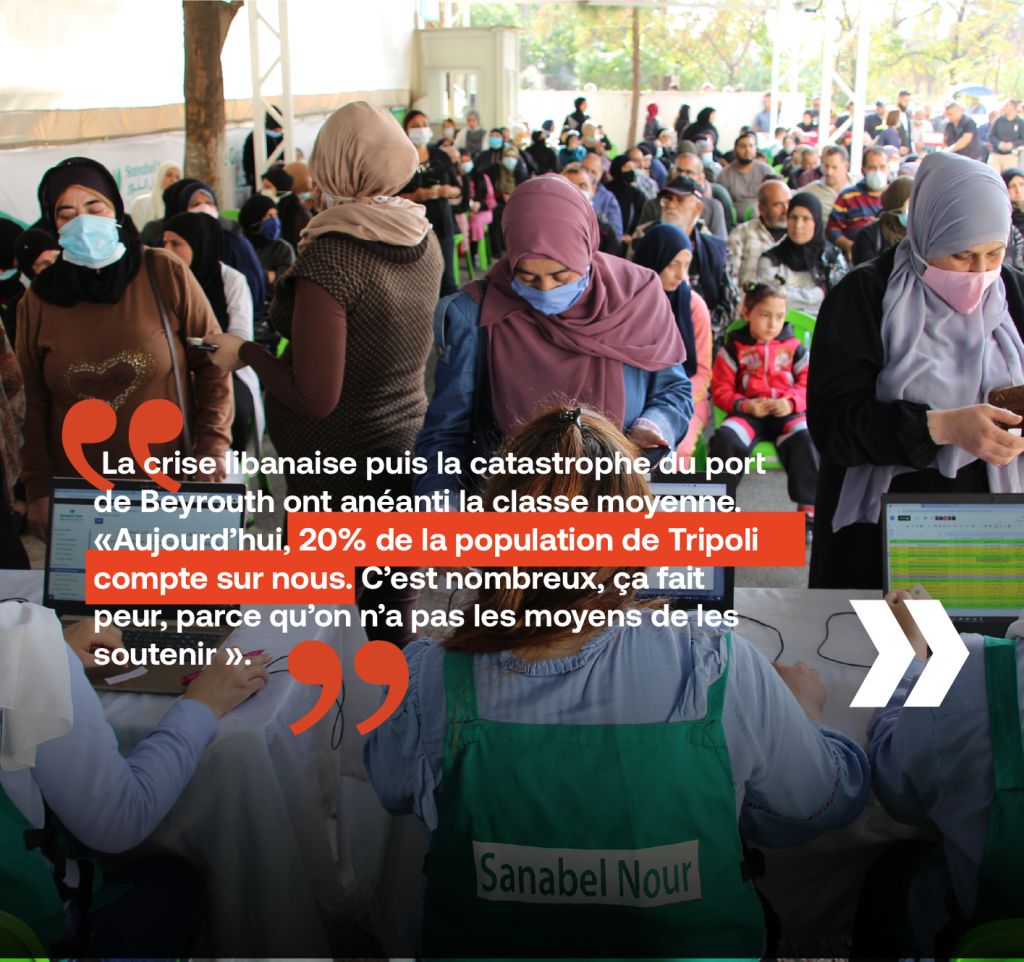 Sanabel
La crise libanaise puis la catastrophe du port
de Beyrouth ont anéanti la classe moyenne.
«Aujourd’hui, 20% de la population de Tripoli
compte sur nous. C’est nombreux, ça fait
peur, parce qu’on n’a pas les moyens de les
soutenir ».
Sanabel Nour